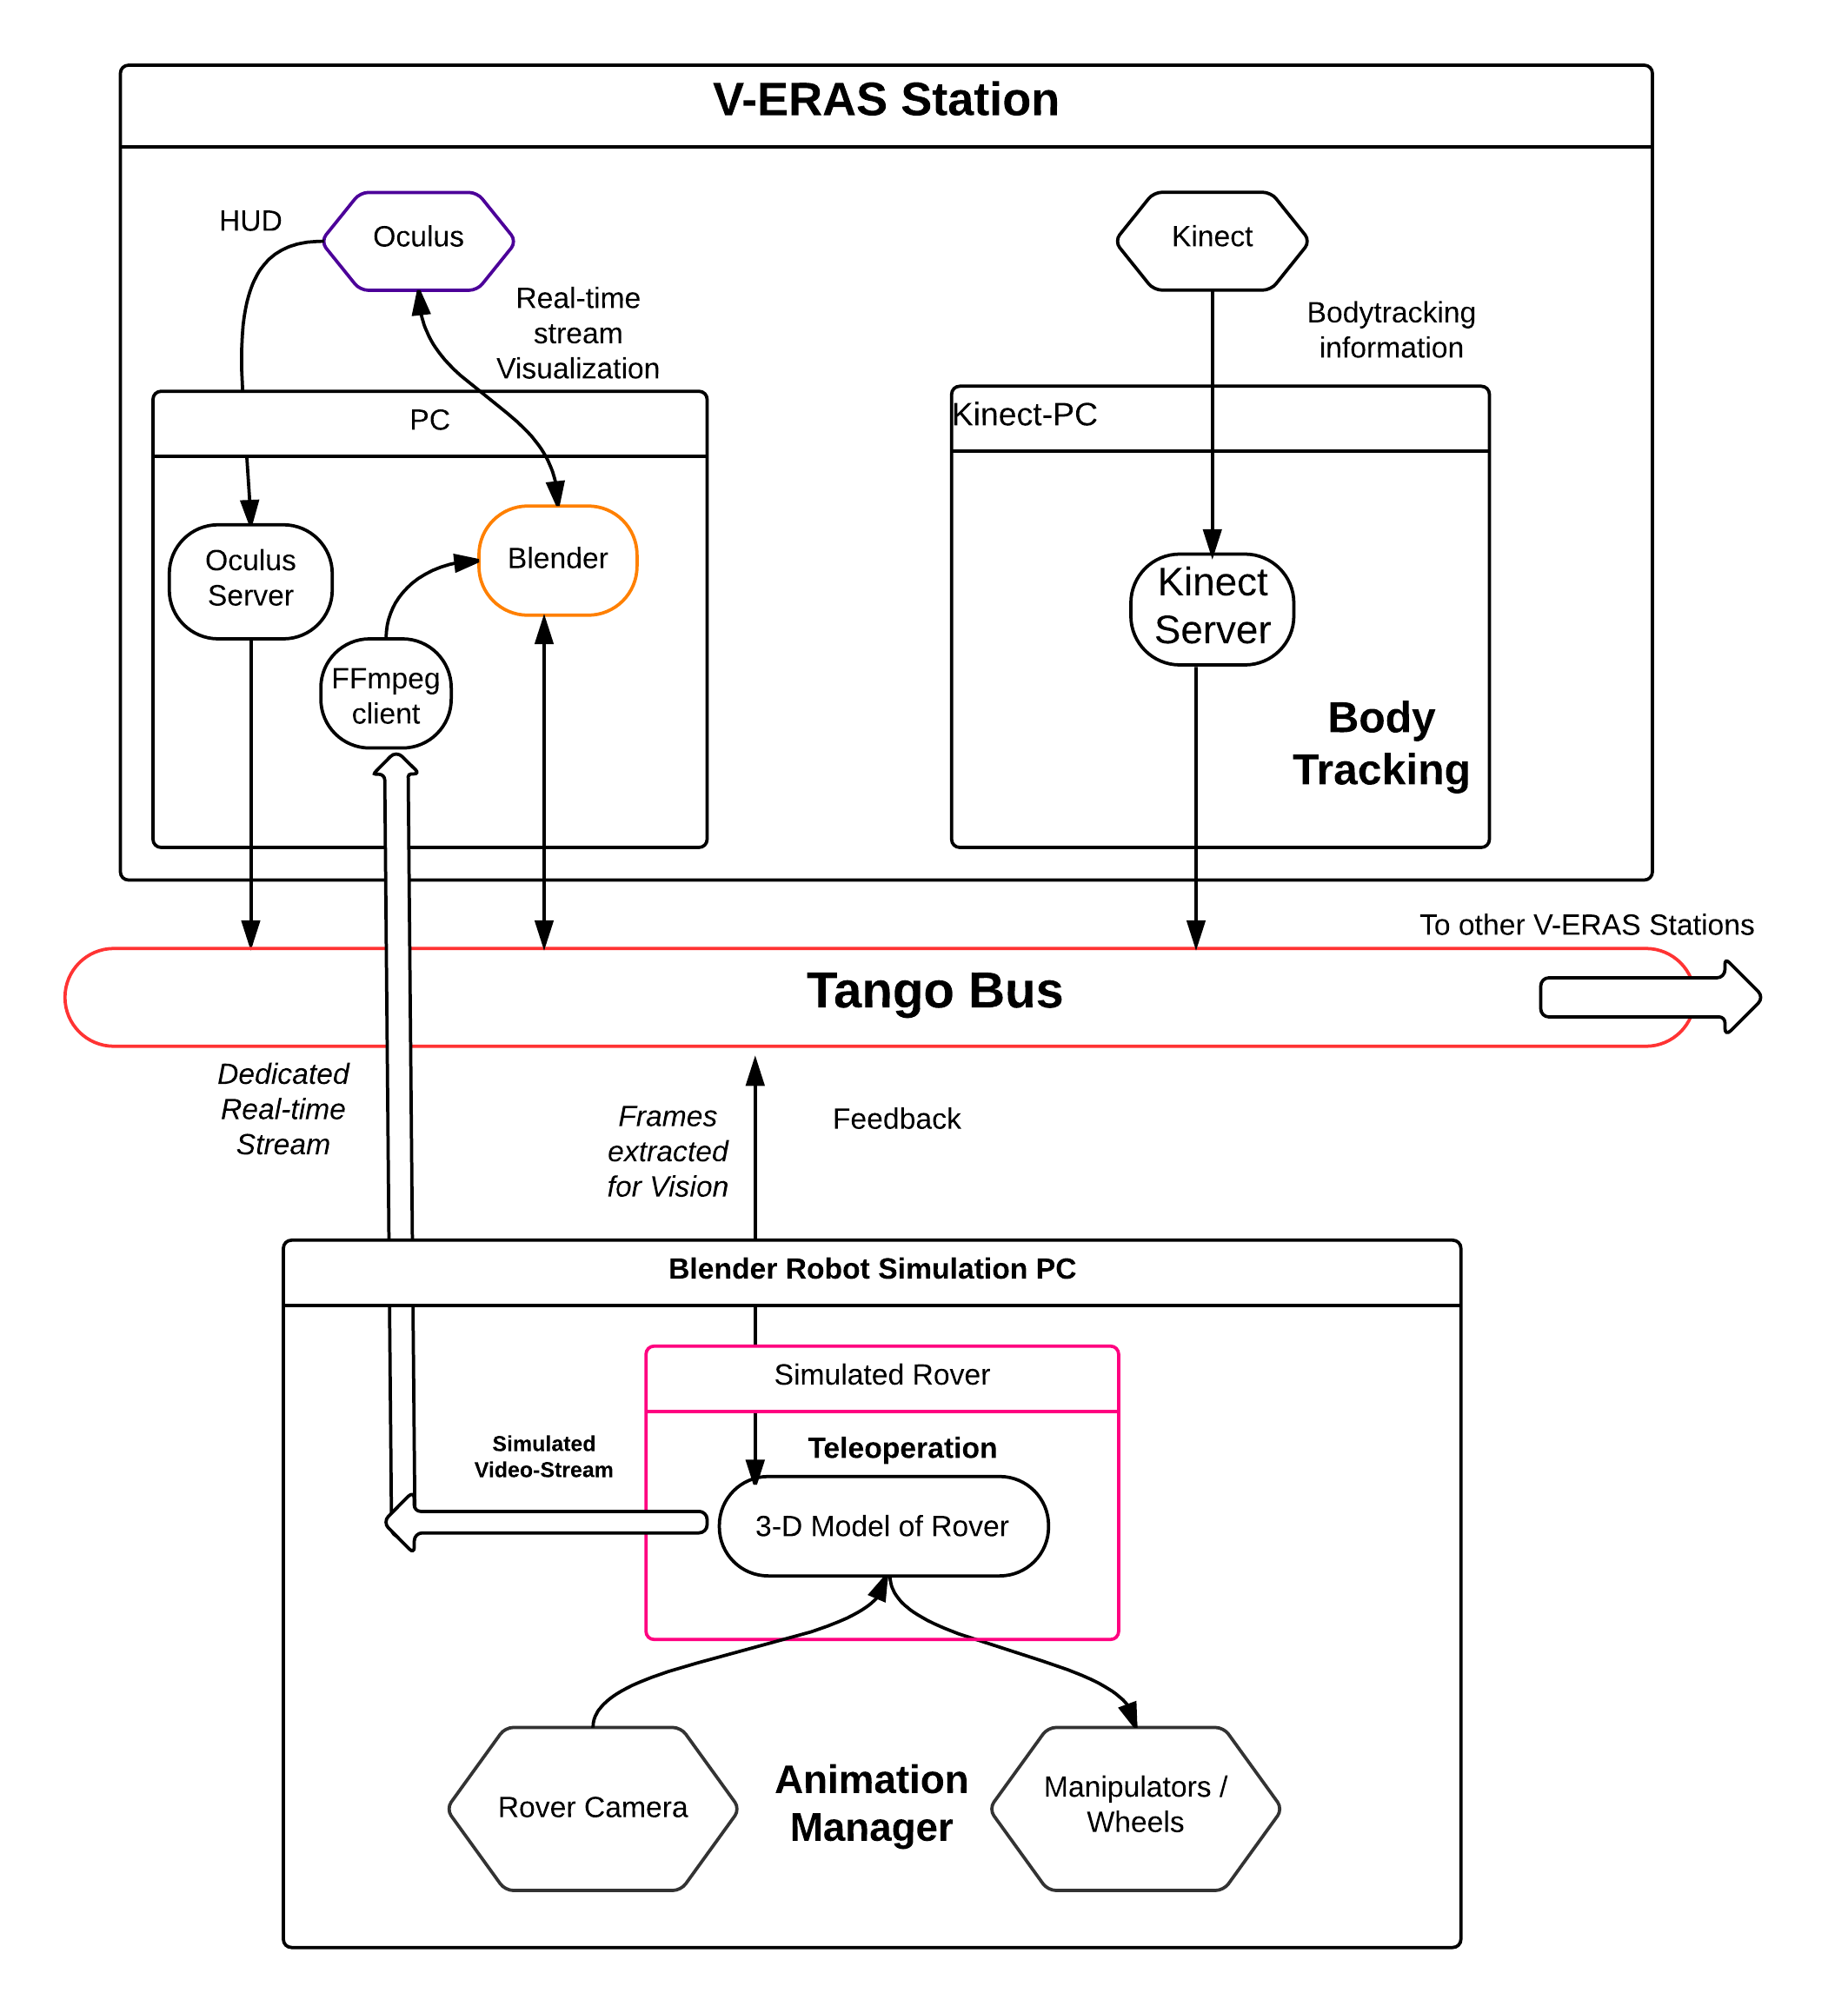 V-ERAS Station
HUD
Oculus
Kinect
Real-time
stream
Visualization
Bodytracking
information
PC
Kinect-PC
Oculus
Server
Blender
Kinect
Server
FFmpeg
client
Body
Tracking
To other V-ERAS Stations
Tango Bus
Dedicated
Real-time
Stream
Frames
extracted
for Vision
Feedback
Blender Robot Simulation PC
Simulated Rover
Simulated
Video-Stream
Teleoperation
3-D Model of Rover
Rover Camera
Animation
Manager
Manipulators /
Wheels